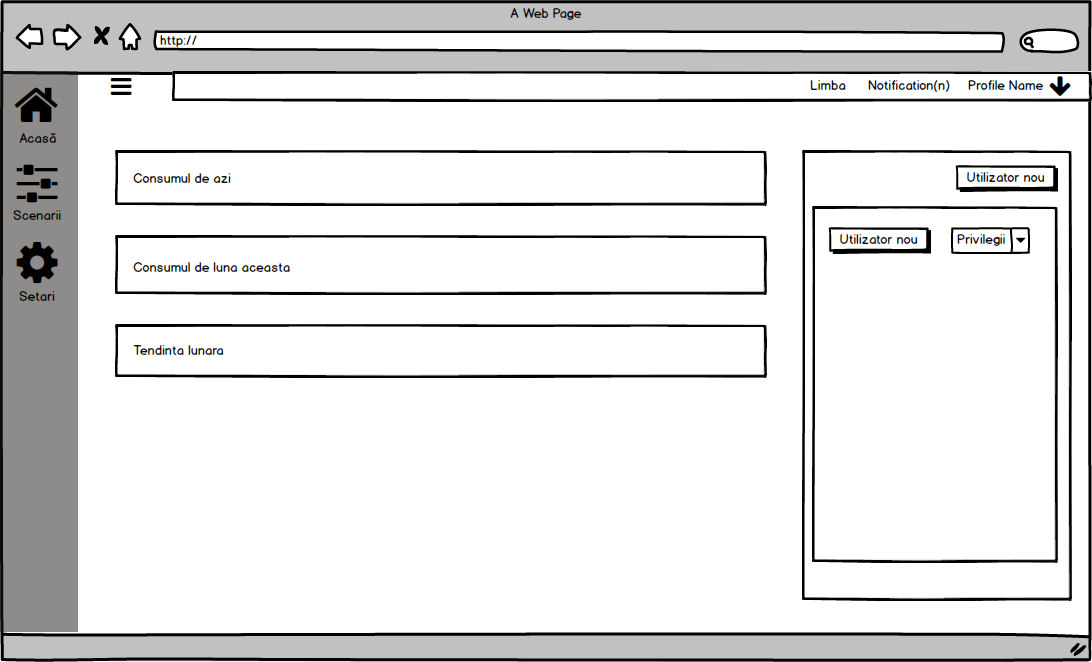 A Web Page
http://
Limba Notification(n) Profile Name
Acasă
Scenarii
Setari
Consumul de azi
Consumul de luna aceasta
Tendinta lunara
Utilizator nou
Utilizator nou Privilegii